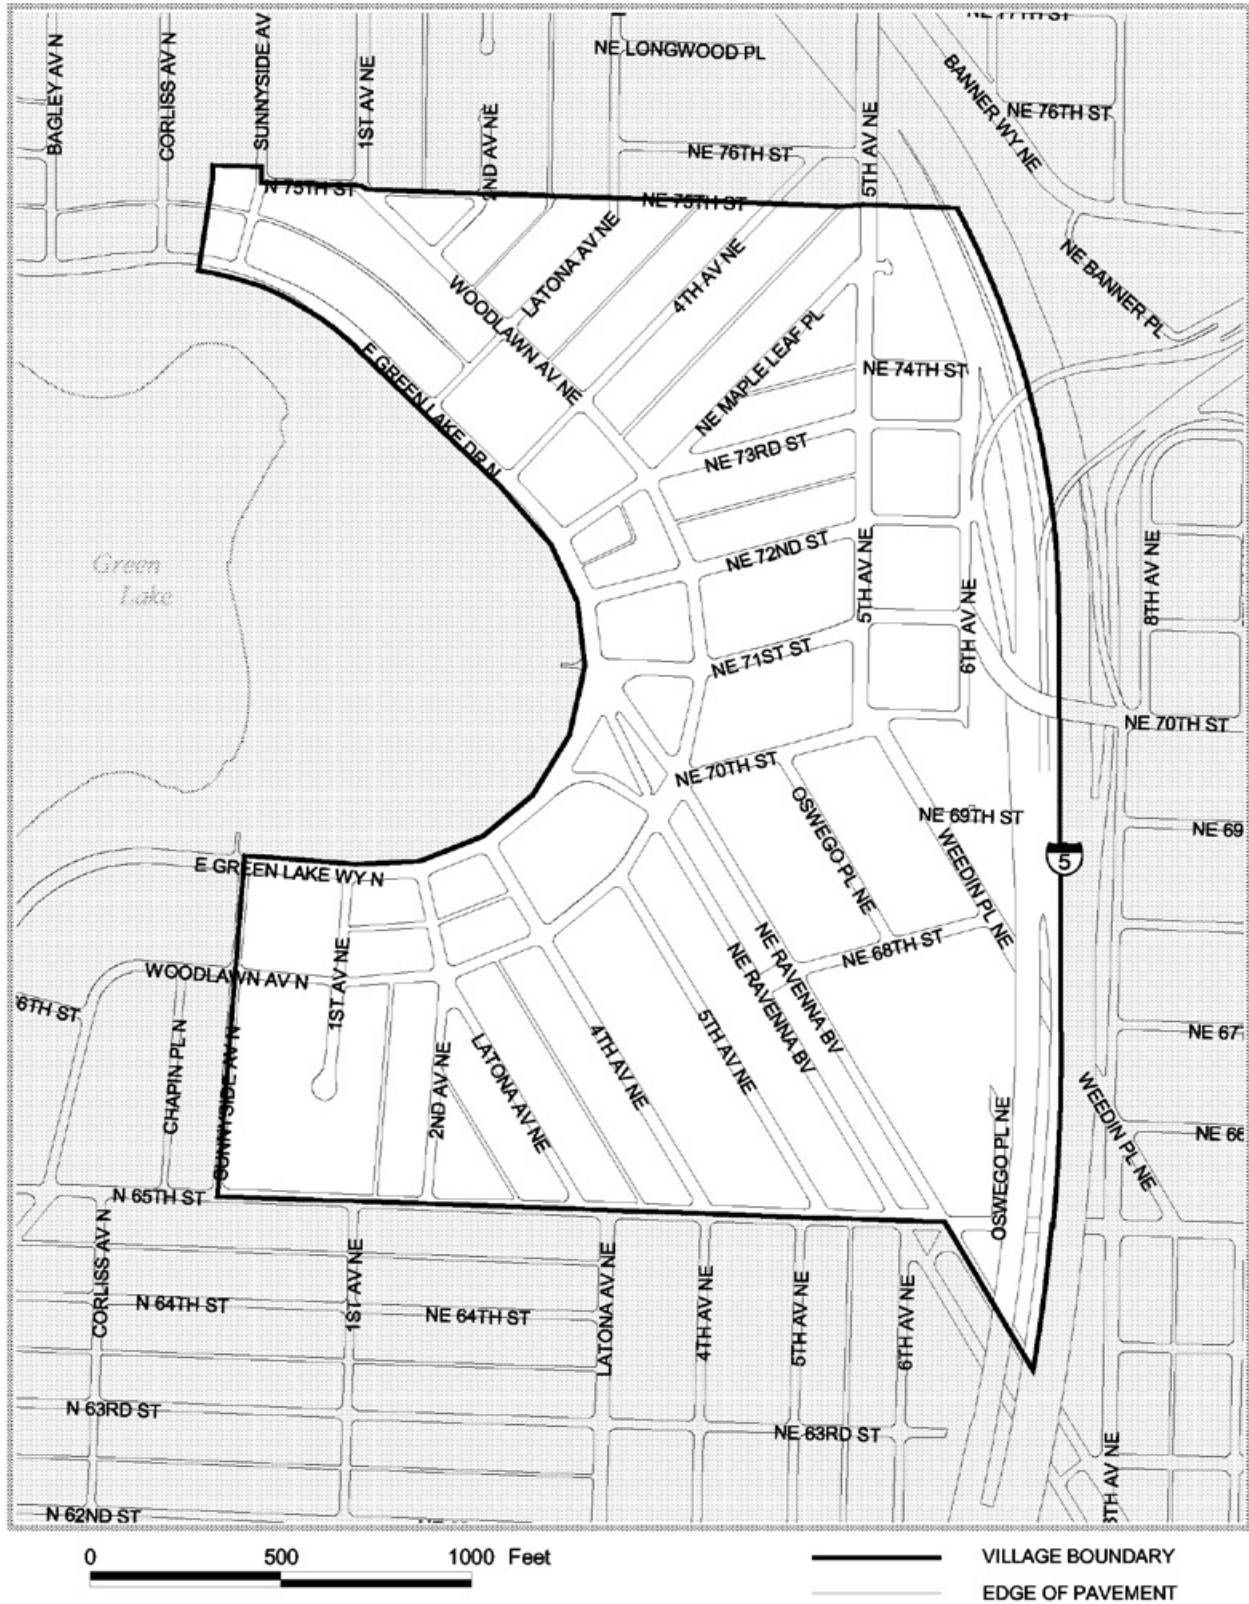 NE 77TH ST
BAGLEY AV N
CORLISS AV N
SUNNYSIDE AV
1ST AV NE
2ND AV NE
NE LONGWOOD PL
5TH AV NE
BANNER WY NE
NE 76TH ST
NE 76TH ST
N 75TH ST
NE 75TH ST
NE BANNER PL
LATONA AV NE
4TH AV NE
WOODLAWN AV NE
NE MAPLE LEAF PL
E GREEN LAKE DR N
NE 74TH ST
NE 73RD ST
NE 72ND ST
Green
Lake
5TH AV NE
6TH AV NE
8TH AV NE
NE 71ST ST
NE 70TH ST
NE 70TH ST
OSWEGO PL NE
NE 69TH ST
NE 69
WEEDIN PL NE
5
E GREEN LAKE WY N
NE RAVENNA BV
NE RAVENNA BV
NE 68TH ST
WOODLAWN AV N
1ST AV NE
6TH ST
CHAPIN PL N
SUNNYSIDE AV N
2ND AV NE
LATONA AV NE
4TH AV NE
5TH AV NE
NE 67
WEEDIN PL NE
OSWEGO PL NE
NE 66
N 65TH ST
CORLISS AV N
1ST AV NE
LATONA AV NE
4TH AV NE
5TH AV NE
6TH AV NE
N 64TH ST
NE 64TH ST
N 63RD ST
NE 63RD ST
8TH AV NE
N 62ND ST
0 500 1000 Feet
VILLAGE BOUNDARY
EDGE OF PAVEMENT